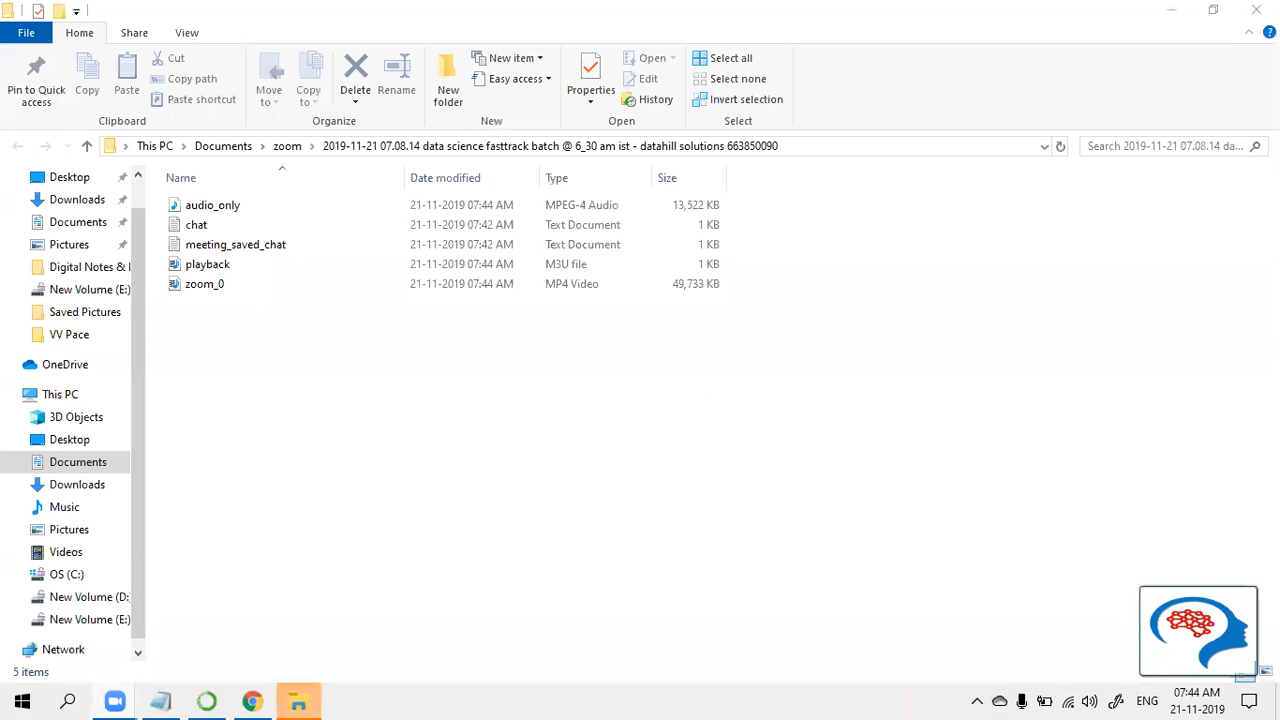 File Home Share View
Pin to Quick access
Copy
Paste
Cut
Copy path
Paste shortcut
Clipboard
Move to
Copy to
Delete
Rename
Organize
New folder
New item
Easy access
New
Properties
Open
Edit
History
Open
Select all
Select none
Invert selection
Select
This PC > Documents > zoom > 2019-11-21 07.08.14 data science fasttrack batch @ 6_30 am ist - datahill solutions 663850090
Search 2019-11-21 07.08.14 da...
Name Date modified Type Size
audio_only 21-11-2019 07:44 AM MPEG-4 Audio 13,522 KB
chat 21-11-2019 07:42 AM Text Document 1 KB
meeting_saved_chat 21-11-2019 07:42 AM Text Document 1 KB
playback 21-11-2019 07:44 AM M3U file 1 KB
zoom_0 21-11-2019 07:44 AM MP4 Video 49,733 KB
Desktop
Downloads
Documents
Pictures
Digital Notes &
New Volume (E:)
Saved Pictures
VV Pace
OneDrive
This PC
3D Objects
Desktop
Documents
Downloads
Music
Pictures
Videos
OS (C:)
New Volume (D:
New Volume (E:)
Network
5 items
ENG
07:44 AM
21-11-2019